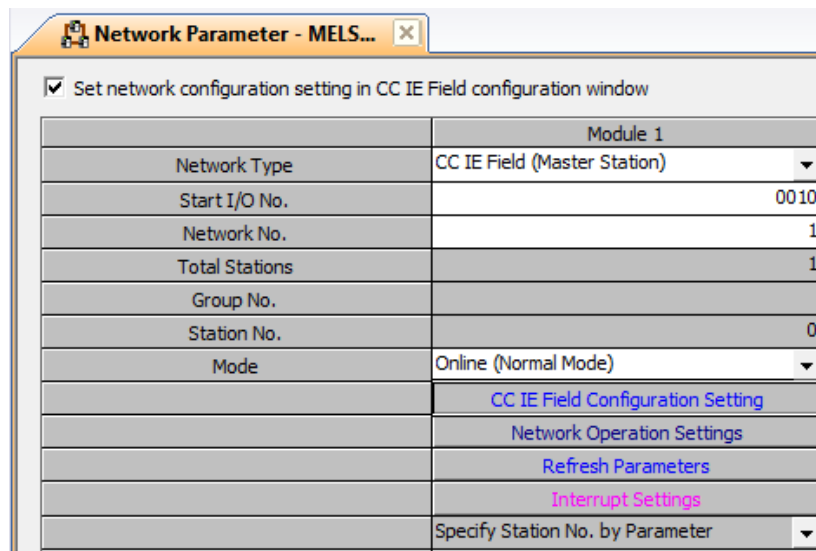 Network Parameter - MELS...
Set network configuration setting in CC IE Field configuration window
Module 1
Network Type CC IE Field (Master Station)
Start I/O No. 0010
Network No. 1
Total Stations 1
Group No.
Station No. 0
Mode Online (Normal Mode)
CC IE Field Configuration Setting
Network Operation Settings
Refresh Parameters
Interrupt Settings
Specify Station No. by Parameter